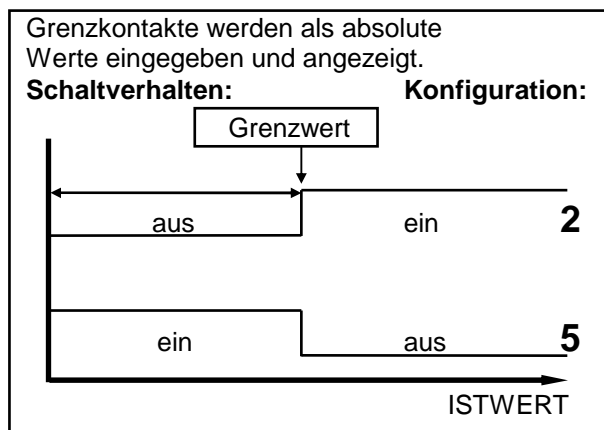 Grenzkontakte werden als absolute
Werte eingegeben und angezeigt.
Schaltverhalten: Konfiguration:
Grenzwert
aus ein 2
ein aus 5
ISTWERT